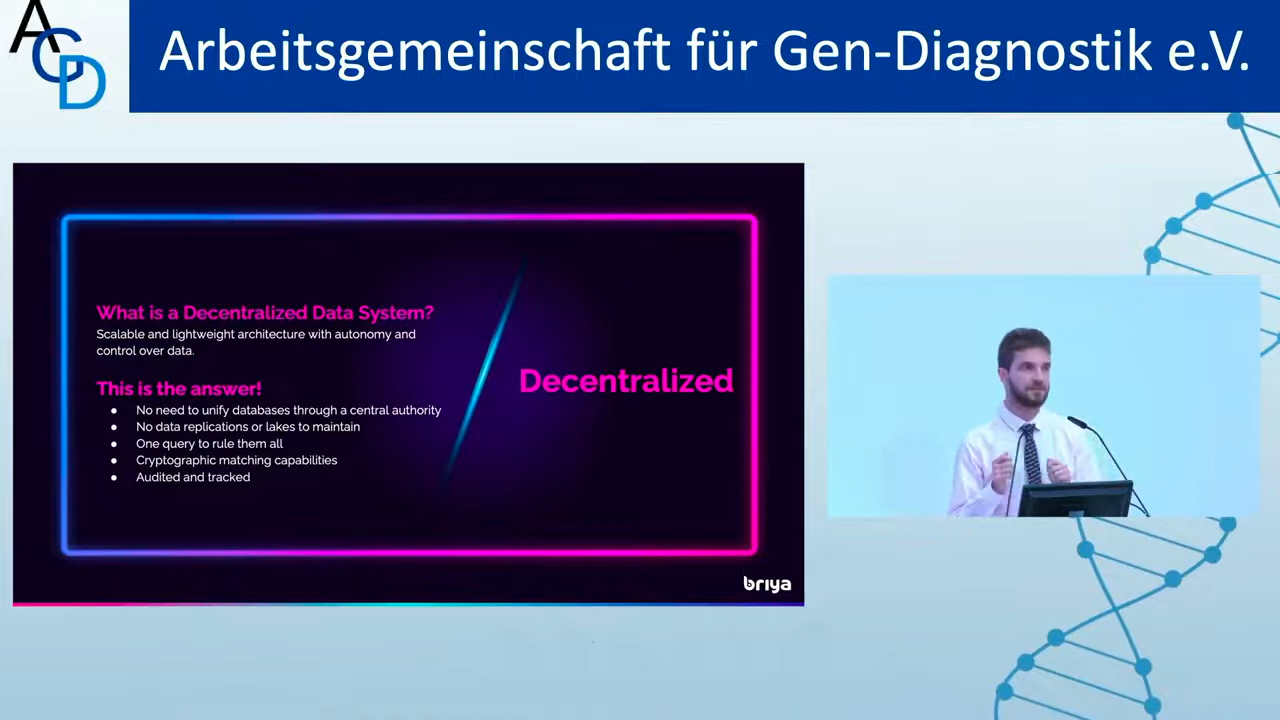 AGD
Arbeitsgemeinschaft für Gen-Diagnostik e.V.
What is a Decentralized Data System?
Scalable and lightweight architecture with autonomy and
control over data.
This is the answer!
● No need to unify databases through a central authority
● No data replications or lakes to maintain
● One query to rule them all
● Cryptographic matching capabilities
● Audited and tracked
Decentralized
briya